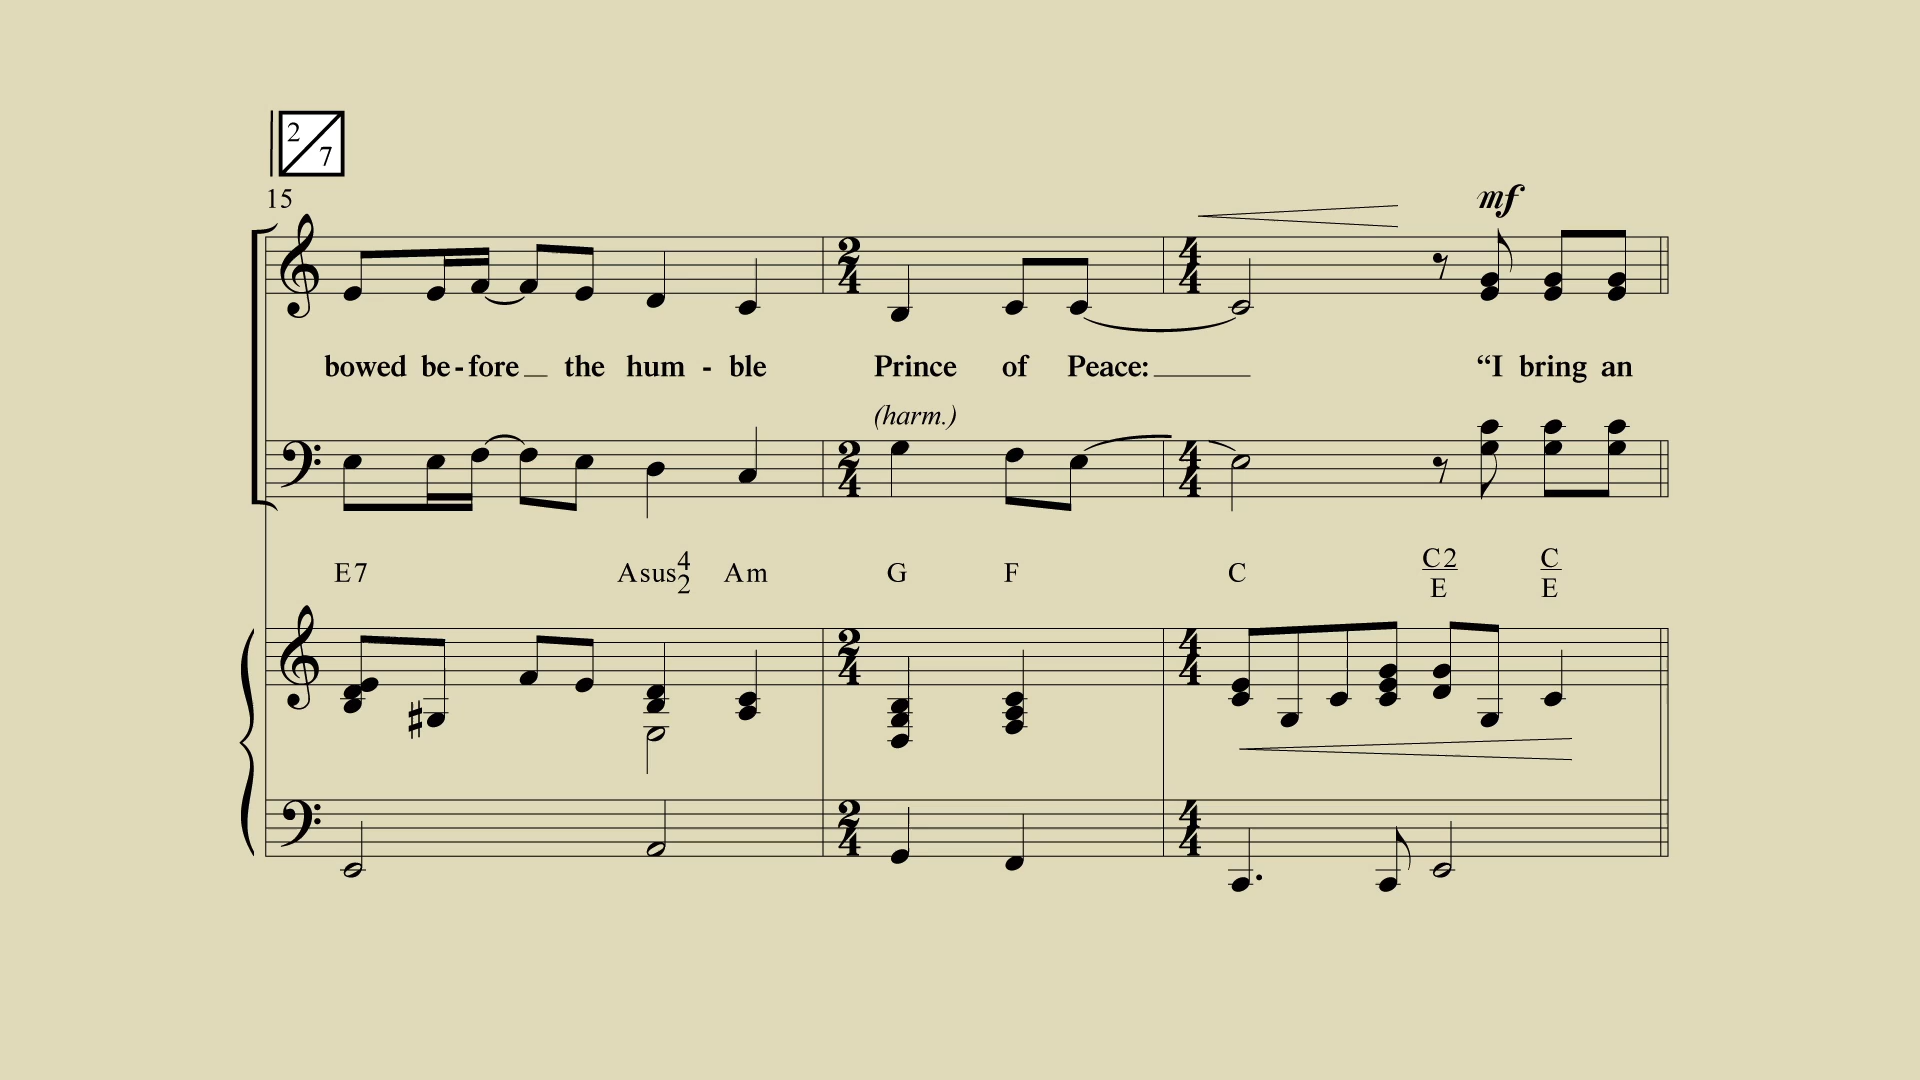 2/7
15
mf
bowed be - fore the hum - ble Prince of Peace: “I bring an
(harm.)
E7 Asus4/2 Am G F C C2/E C/E